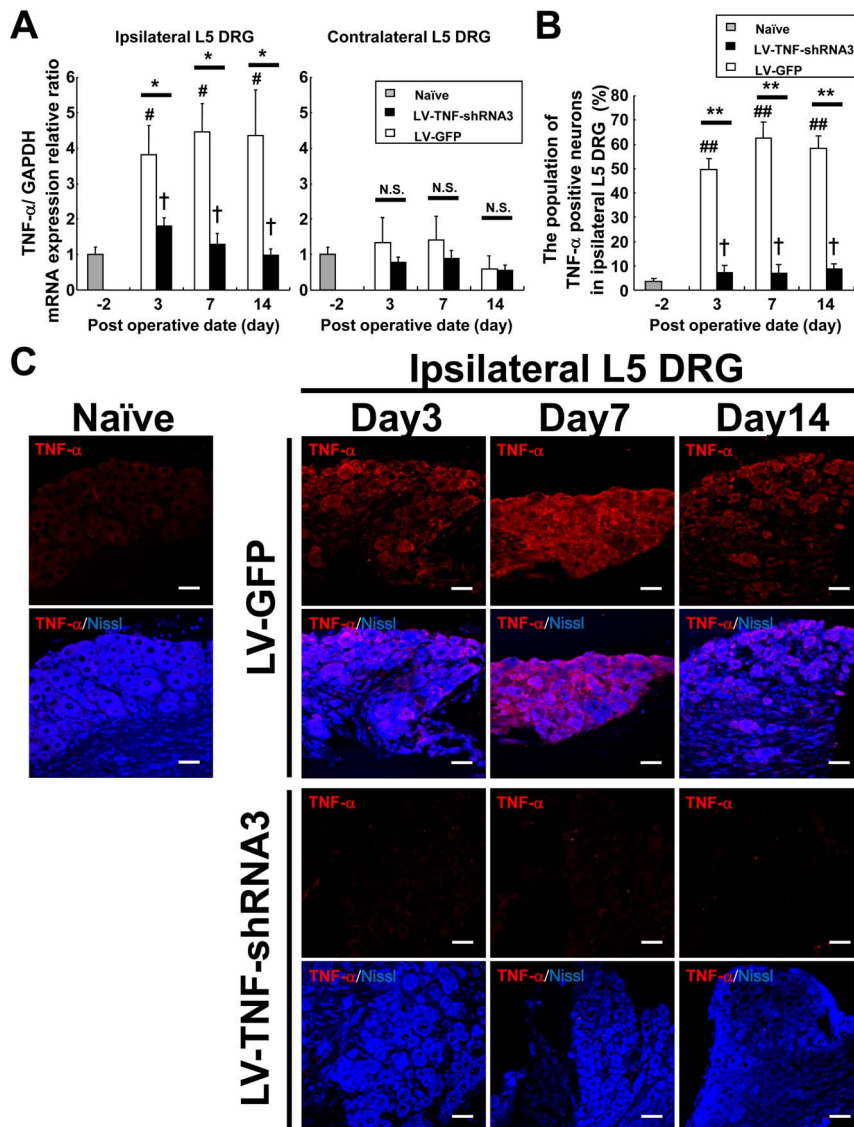 A
Ipsilateral L5 DRG
Contralateral L5 DRG
TNF-α/ GAPDH
mRNA expression relative ratio
6
5
4
3
2
1
0
*
*
*
#
#
#
†
†
†
-2
3
7
14
Post operative date (day)
6
5
4
3
2
1
0
Naïve
LV-TNF-shRNA3
LV-GFP
N.S.
N.S.
N.S.
-2
3
7
14
Post operative date (day)
B
Naïve
LV-TNF-shRNA3
LV-GFP
The population of
TNF-α positive neurons
in ipsilateral L5 DRG (%)
80
70
60
50
40
30
20
10
0
**
**
**
##
##
##
†
†
†
-2
3
7
14
Post operative date (day)
C
Ipsilateral L5 DRG
Naïve
Day3
Day7
Day14
TNF-α
TNF-α/Nissl
LV-GFP
TNF-α
TNF-α
TNF-α
TNF-α/Nissl
TNF-α/Nissl
TNF-α/Nissl
LV-TNF-shRNA3
TNF-α
TNF-α
TNF-α
TNF-α/Nissl
TNF-α/Nissl
TNF-α/Nissl